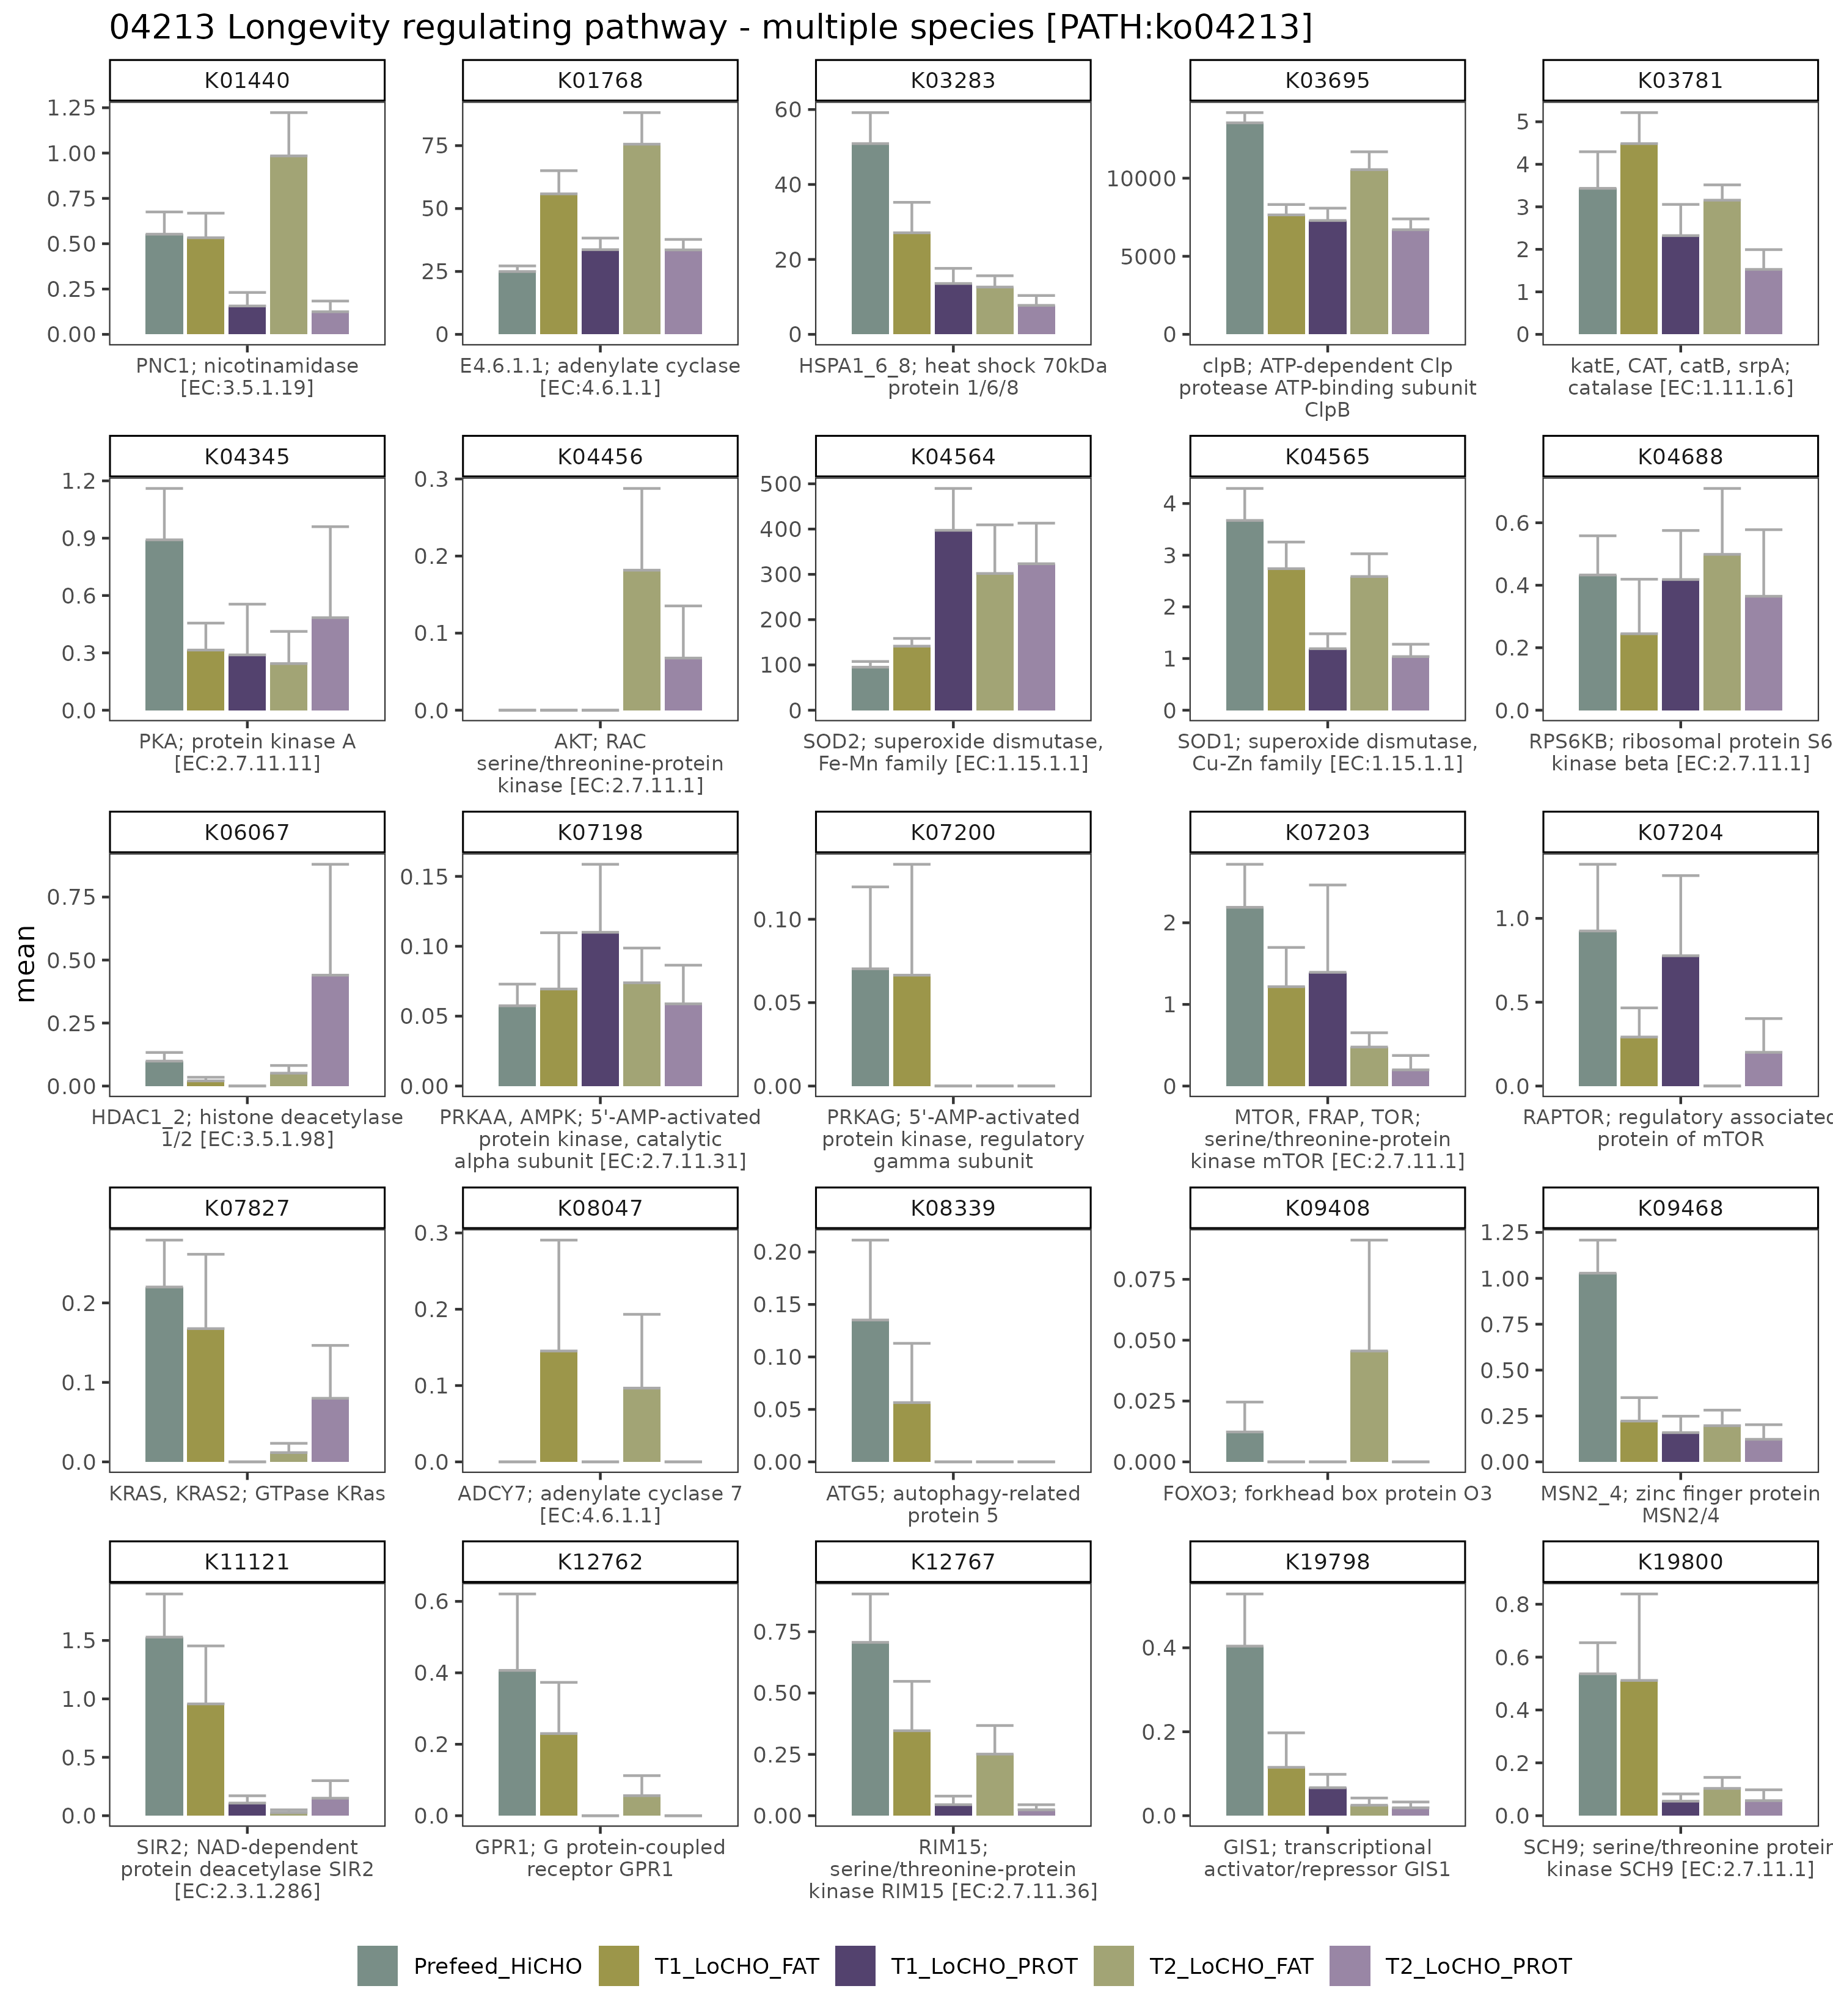 04213 Longevity regulating pathway - multiple species [PATH:ko04213]
K01440
K01768
K03283
K03695
K03781
1.25
1.00
0.75
0.50
0.25
0.00
75
50
25
0
60
40
20
0
10000
5000
0
5
4
3
2
1
0
PNC1; nicotinamidase
[EC:3.5.1.19]
E4.6.1.1; adenylate cyclase
[EC:4.6.1.1]
HSPA1_6_8; heat shock 70kDa
protein 1/6/8
clpB; ATP-dependent Clp
protease ATP-binding subunit
ClpB
katE, CAT, catB, srpA;
catalase [EC:1.11.1.6]
K04345
K04456
K04564
K04565
K04688
1.2
0.9
0.6
0.3
0.0
0.3
0.2
0.1
0.0
500
400
300
200
100
0
4
3
2
1
0
0.6
0.4
0.2
0.0
PKA; protein kinase A
[EC:2.7.11.11]
AKT; RAC
serine/threonine-protein
kinase [EC:2.7.11.1]
SOD2; superoxide dismutase,
Fe-Mn family [EC:1.15.1.1]
SOD1; superoxide dismutase,
Cu-Zn family [EC:1.15.1.1]
RPS6KB; ribosomal protein S6
kinase beta [EC:2.7.11.1]
mean
K06067
K07198
K07200
K07203
K07204
0.75
0.50
0.25
0.00
0.15
0.10
0.05
0.00
0.10
0.05
0.00
2
1
0
1.0
0.5
0.0
HDAC1_2; histone deacetylase
1/2 [EC:3.5.1.98]
PRKAA, AMPK; 5'-AMP-activated
protein kinase, catalytic
alpha subunit [EC:2.7.11.31]
PRKAG; 5'-AMP-activated
protein kinase, regulatory
gamma subunit
MTOR, FRAP, TOR;
serine/threonine-protein
kinase mTOR [EC:2.7.11.1]
RAPTOR; regulatory associated
protein of mTOR
K07827
K08047
K08339
K09408
K09468
0.2
0.1
0.0
0.3
0.2
0.1
0.0
0.20
0.15
0.10
0.05
0.00
0.075
0.050
0.025
0.000
1.25
1.00
0.75
0.50
0.25
0.00
KRAS, KRAS2; GTPase KRas
ADCY7; adenylate cyclase 7
[EC:4.6.1.1]
ATG5; autophagy-related
protein 5
FOXO3; forkhead box protein O3
MSN2_4; zinc finger protein
MSN2/4
K11121
K12762
K12767
K19798
K19800
1.5
1.0
0.5
0.0
0.6
0.4
0.2
0.0
0.75
0.50
0.25
0.00
0.4
0.2
0.0
0.8
0.6
0.4
0.2
0.0
SIR2; NAD-dependent
protein deacetylase SIR2
[EC:2.3.1.286]
GPR1; G protein-coupled
receptor GPR1
RIM15;
serine/threonine-protein
kinase RIM15 [EC:2.7.11.36]
GIS1; transcriptional
activator/repressor GIS1
SCH9; serine/threonine protein
kinase SCH9 [EC:2.7.11.1]
Prefeed_HiCHO
T1_LoCHO_FAT
T1_LoCHO_PROT
T2_LoCHO_FAT
T2_LoCHO_PROT